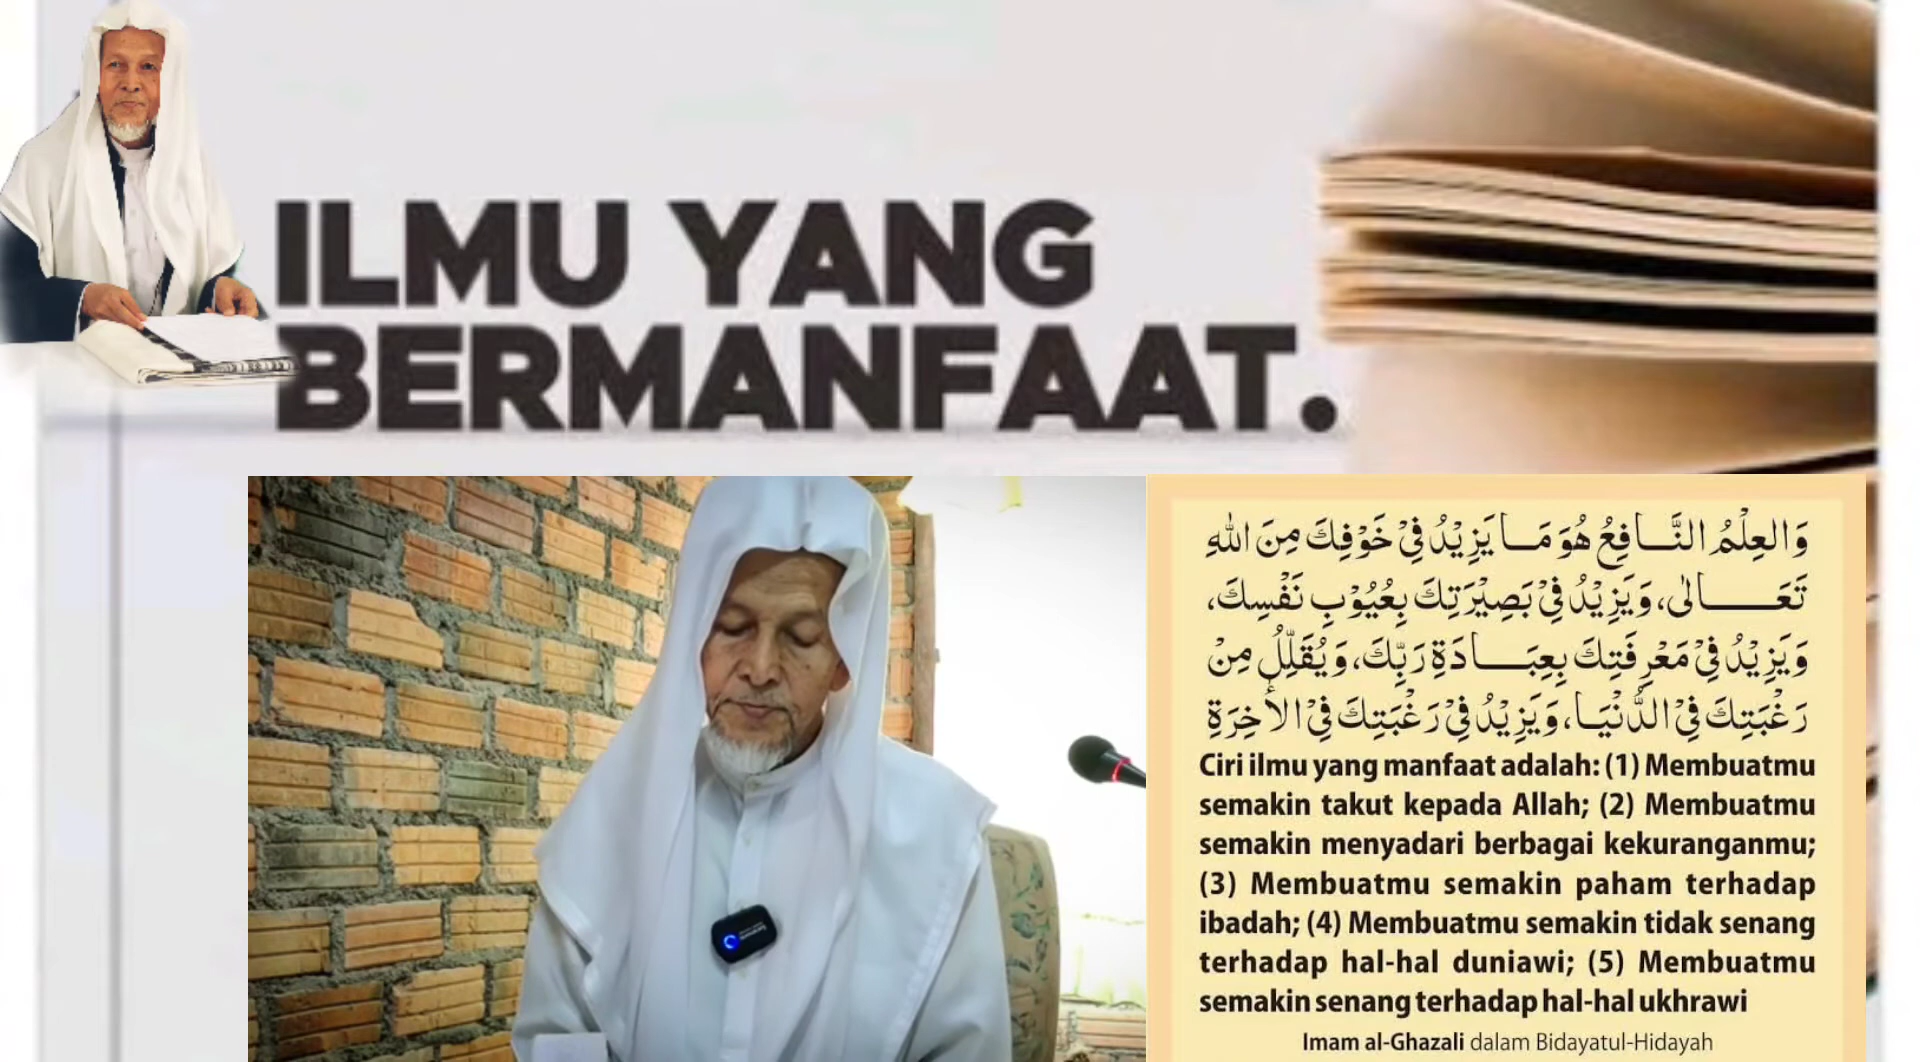 ILMU YANG
BERMANFAAT.
وَالعِلْمُ النَّافِعُ هُوَ مَا يَزِيْدُ فِيْ خَوْفِكَ مِنَ اللهِ
تَعَالٰى، وَيَزِيْدُ فِيْ بَصِيْرَتِكَ بِعُيُوْبِ نَفْسِكَ،
وَيَزِيْدُ فِيْ مَعْرِفَتِكَ بِعِبَادَةِ رَبِّكَ، وَيُقَلِّلُ مِنْ
رَغْبَتِكَ فِيْ الدُّنْيَا، وَيَزِيْدُ فِيْ رَغْبَتِكَ فِيْ الأٰخِرَةِ
Ciri ilmu yang manfaat adalah: (1) Membuatmu
semakin takut kepada Allah; (2) Membuatmu
semakin menyadari berbagai kekuranganmu;
(3) Membuatmu semakin paham terhadap
ibadah; (4) Membuatmu semakin tidak senang
terhadap hal-hal duniawi; (5) Membuatmu
semakin senang terhadap hal-hal ukhrawi
Imam al-Ghazali dalam Bidayatul-Hidayah